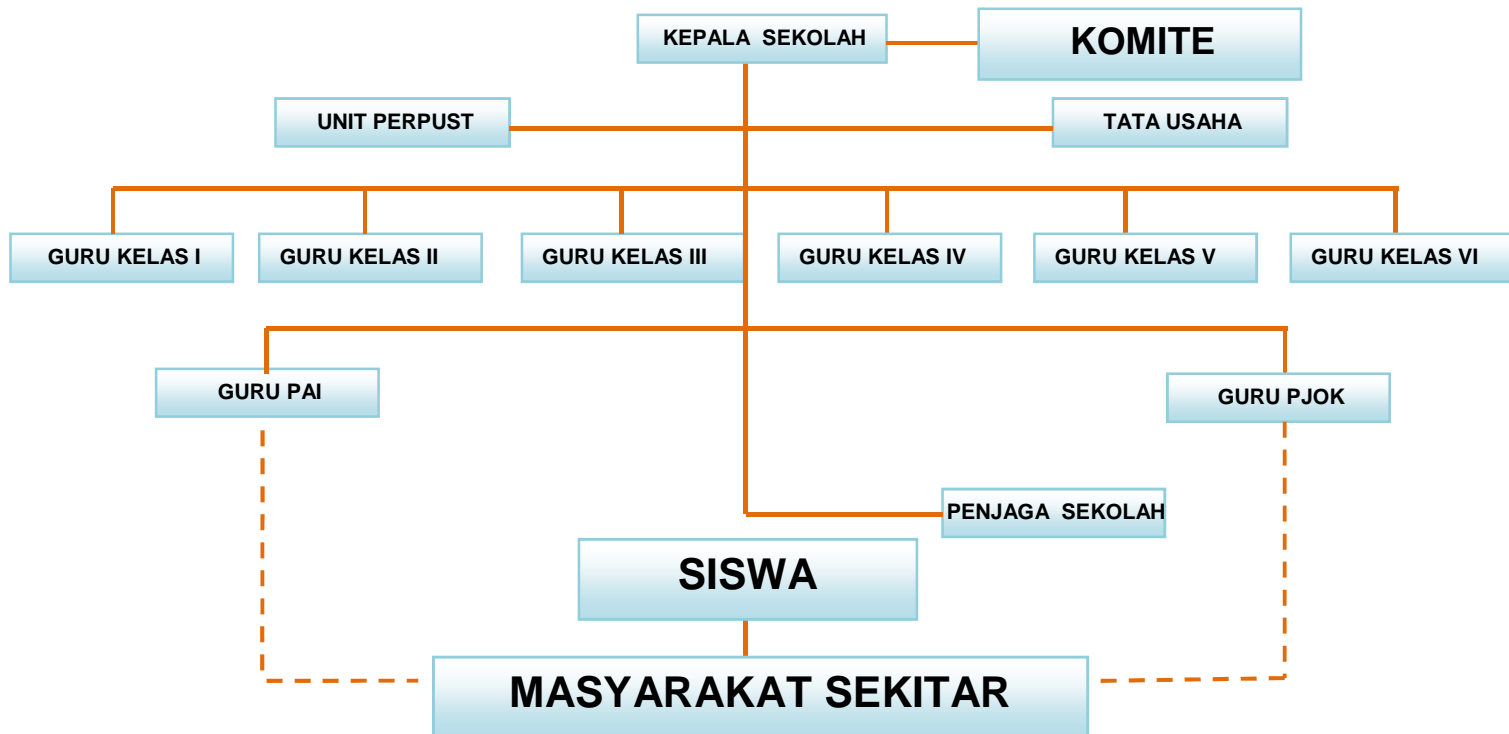 KEPALA SEKOLAH
KOMITE
UNIT PERPUST
TATA USAHA
GURU KELAS I
GURU KELAS II
GURU KELAS III
GURU KELAS IV
GURU KELAS V
GURU KELAS VI
GURU PAI
GURU PJOK
PENJAGA SEKOLAH
SISWA
MASYARAKAT SEKITAR